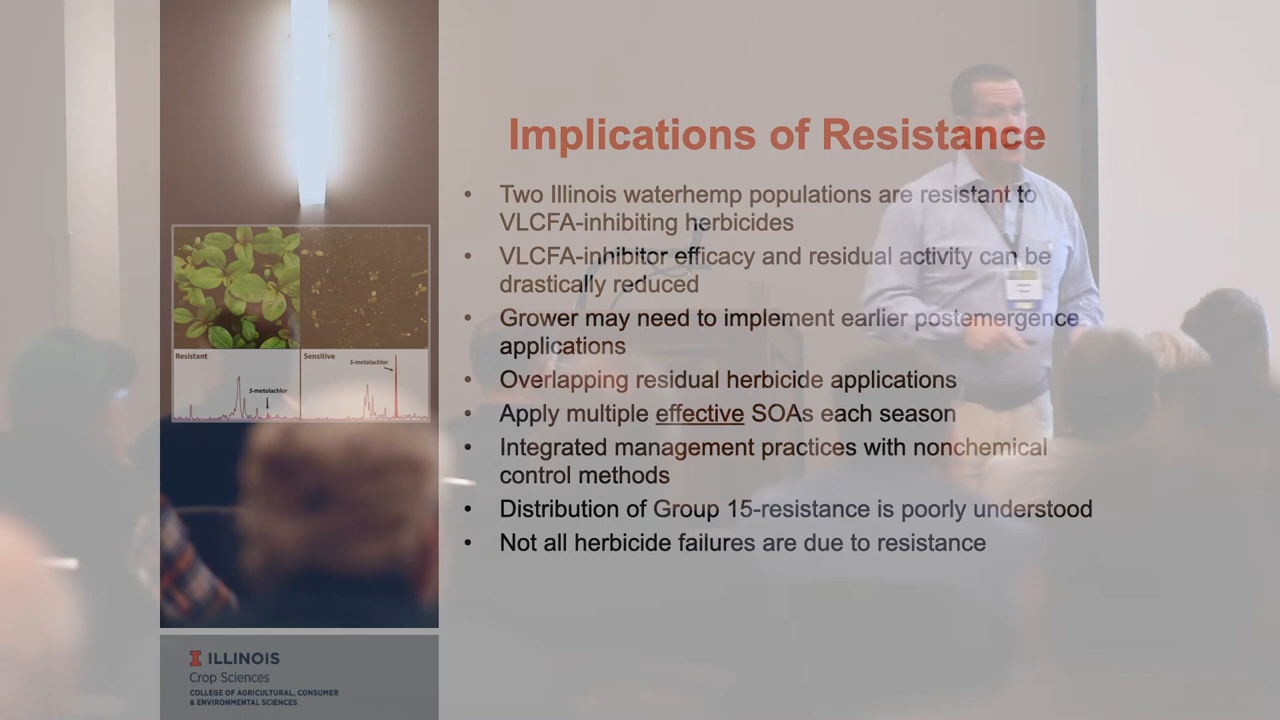 Implications of Resistance
• Two Illinois waterhemp populations are resistant to
VLCFA-inhibiting herbicides
• VLCFA-inhibitor efficacy and residual activity can be
drastically reduced
• Grower may need to implement earlier postemergence
applications
• Overlapping residual herbicide applications
• Apply multiple effective SOAs each season
• Integrated management practices with nonchemical
control methods
• Distribution of Group 15-resistance is poorly understood
• Not all herbicide failures are due to resistance
Resistant
S-metolachlor
Sensitive
S-metolachlor
I ILLINOIS
Crop Sciences
COLLEGE OF AGRICULTURAL, CONSUMER
& ENVIRONMENTAL SCIENCES